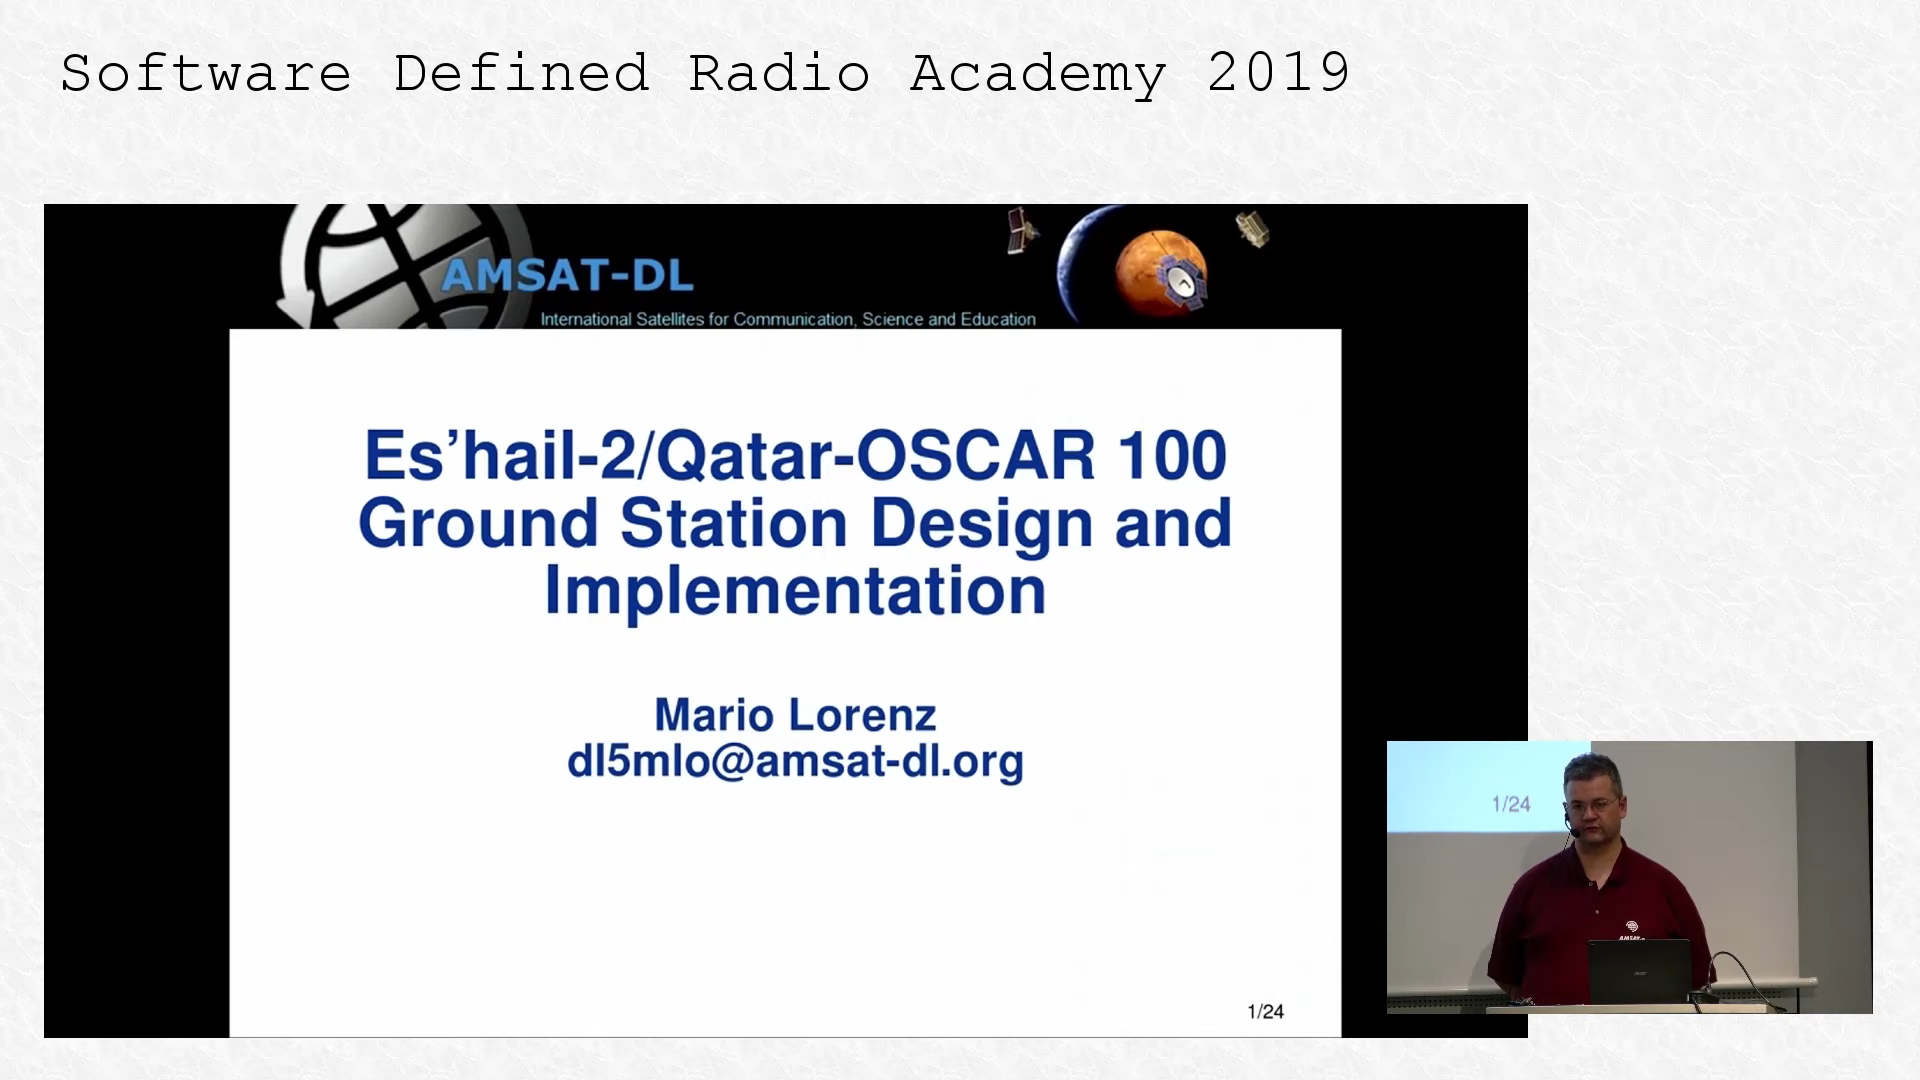 Software Defined Radio Academy 2019
AMSAT-DL
International Satellites for Communication, Science and Education
Es’hail-2/Qatar-OSCAR 100
Ground Station Design and
Implementation
Mario Lorenz
dl5mlo@amsat-dl.org
1/24
1/24
acer